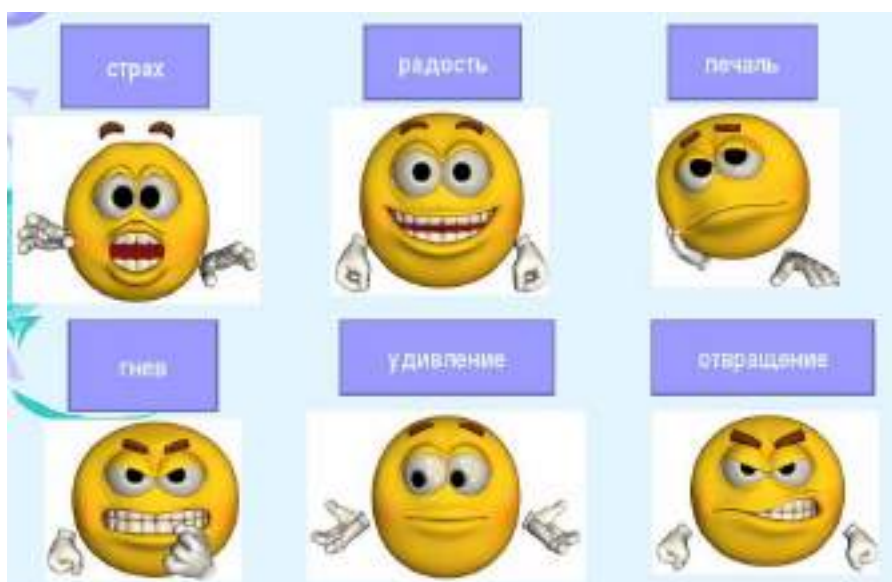 страх
радость
печаль
гнев
удивление
отвращение